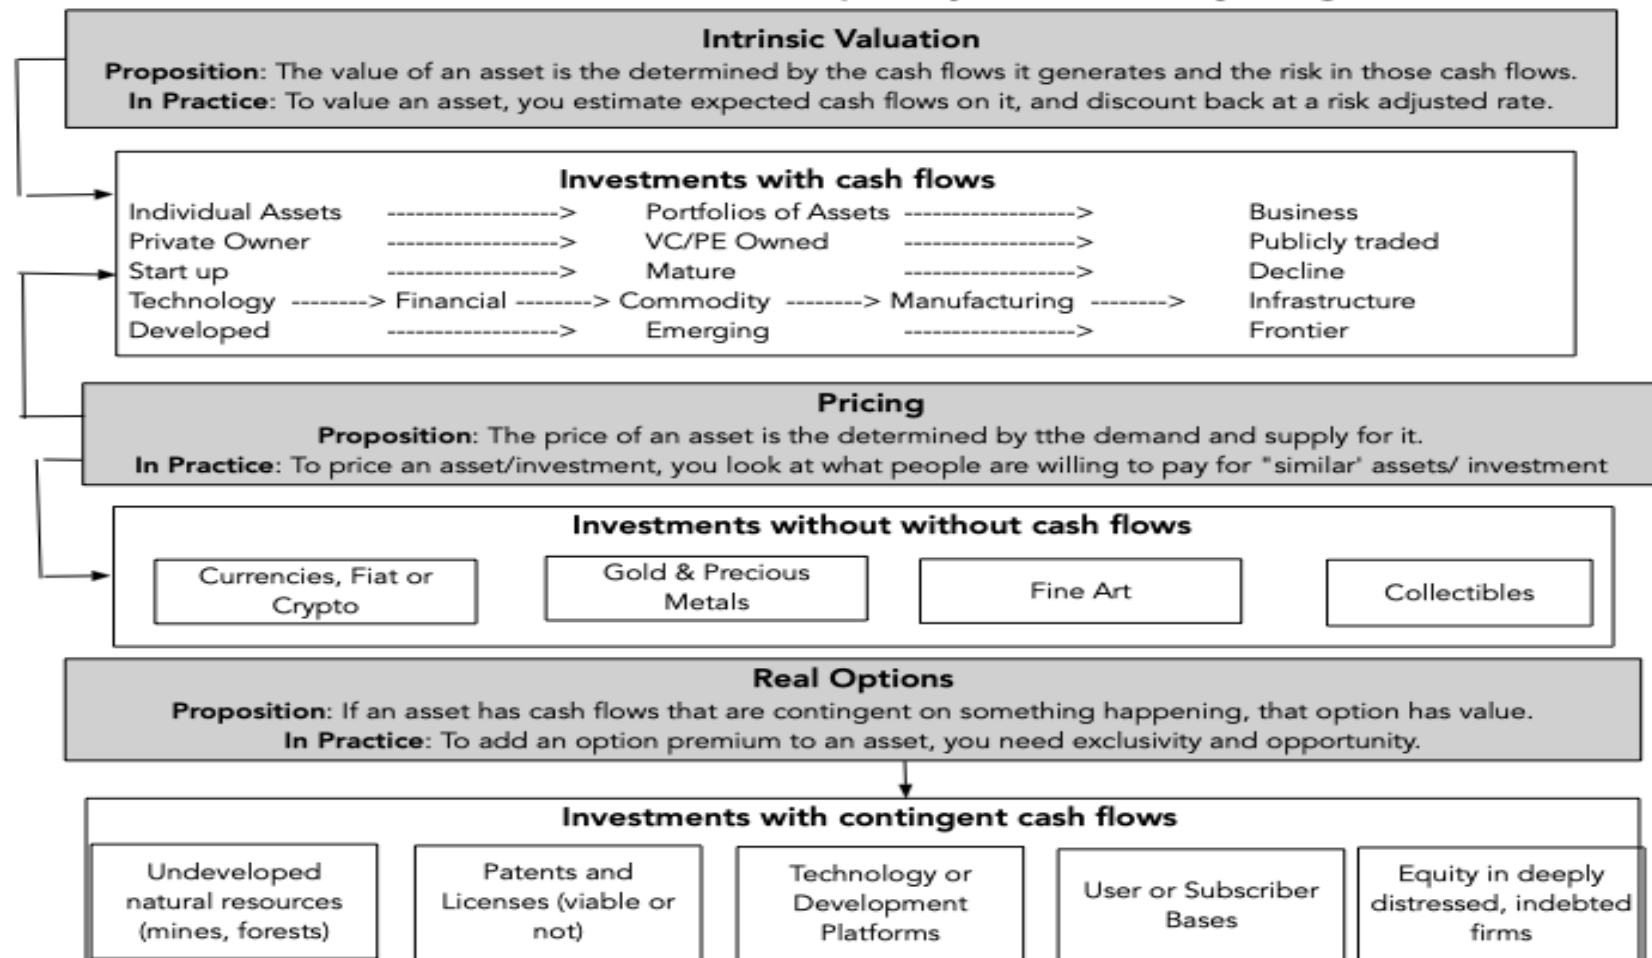 Intrinsic Valuation
Proposition: The value of an asset is the determined by the cash flows it generates and the risk in those cash flows.
In Practice: To value an asset, you estimate expected cash flows on it, and discount back at a risk adjusted rate.
Investments with cash flows
Individual Assets ------------------> Portfolios of Assets ------------------> Business
Private Owner ------------------> VC/PE Owned ------------------> Publicly traded
Start up ------------------> Mature ------------------> Decline
Technology --------> Financial --------> Commodity --------> Manufacturing --------> Infrastructure
Developed ------------------> Emerging ------------------> Frontier
Pricing
Proposition: The price of an asset is the determined by tthe demand and supply for it.
In Practice: To price an asset/investment, you look at what people are willing to pay for "similar' assets/ investment
Investments without without cash flows
Currencies, Fiat or
Crypto
Gold & Precious
Metals
Fine Art
Collectibles
Real Options
Proposition: If an asset has cash flows that are contingent on something happening, that option has value.
In Practice: To add an option premium to an asset, you need exclusivity and opportunity.
Investments with contingent cash flows
Undeveloped
natural resources
(mines, forests)
Patents and
Licenses (viable or
not)
Technology or
Development
Platforms
User or Subscriber
Bases
Equity in deeply
distressed, indebted
firms